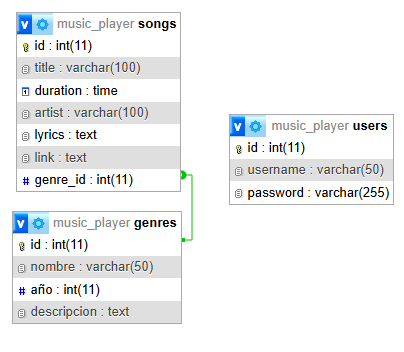 v music_player songs
id : int(11)
title : varchar(100)
duration : time
artist : varchar(100)
lyrics : text
link : text
# genre_id : int(11)
v music_player users
id : int(11)
username : varchar(50)
password : varchar(255)
v music_player genres
id : int(11)
nombre : varchar(50)
# año : int(11)
descripcion : text